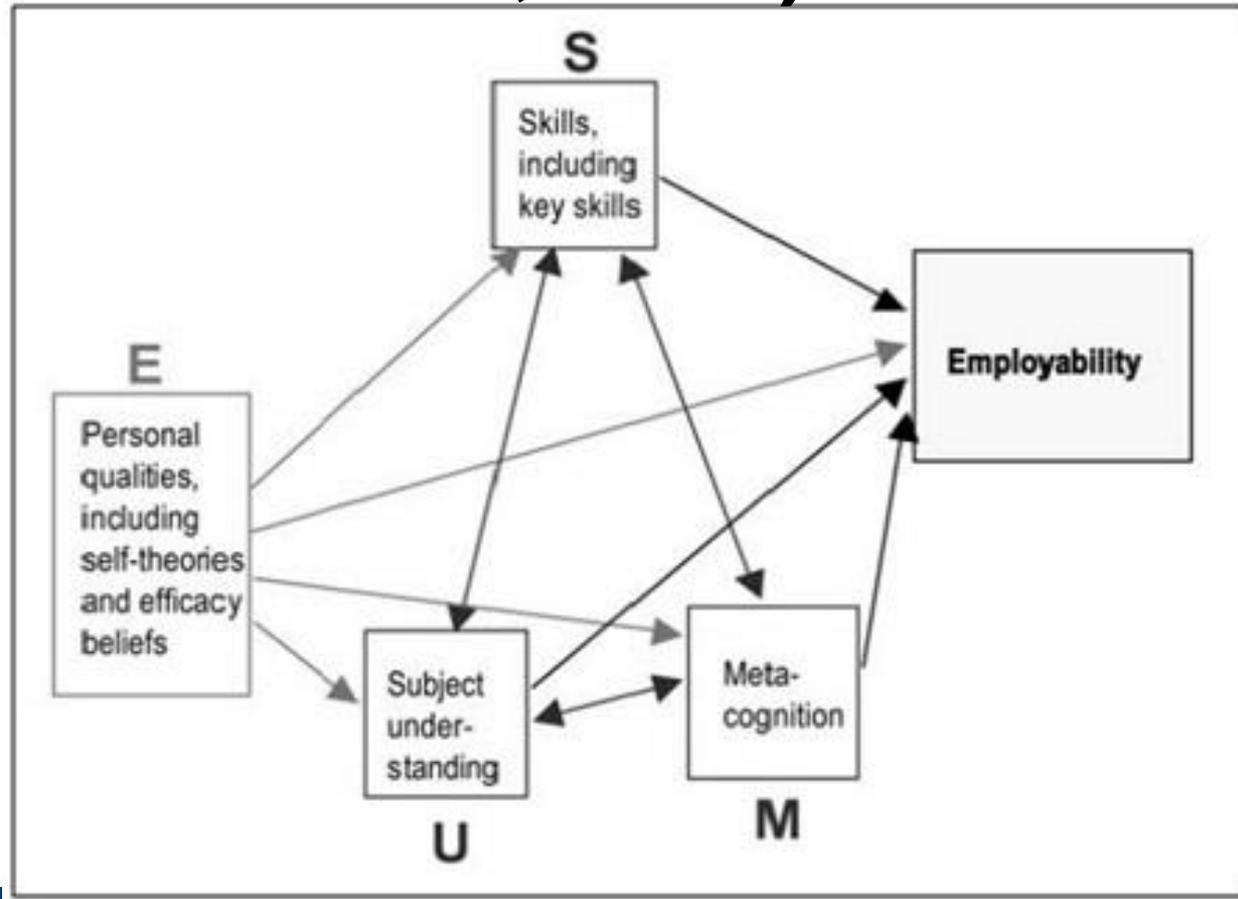 S
Skills,
including
key skills
Employability
E
Personal
qualities,
including
self-theories
and efficacy
beliefs
Subject
under-
standing
U
Meta-
cognition
M